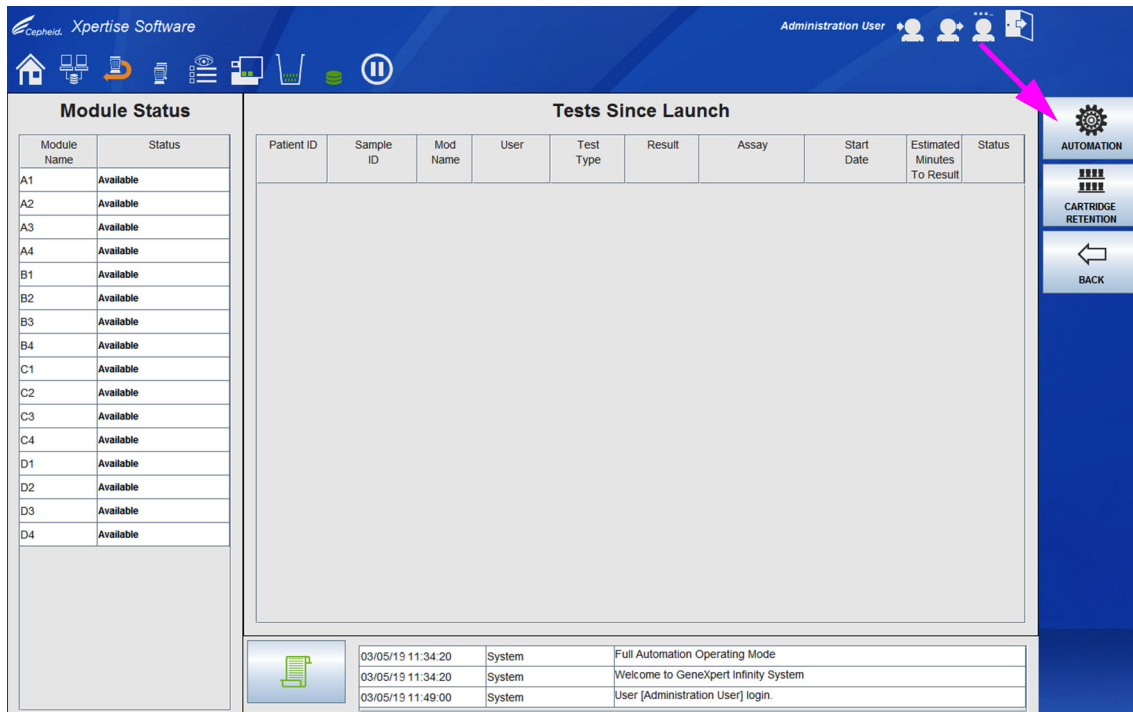 Cepheid. Xpertise Software
Administration User
Module Status
Module Name
Status
A1 Available
A2 Available
A3 Available
A4 Available
B1 Available
B2 Available
B3 Available
B4 Available
C1 Available
C2 Available
C3 Available
C4 Available
D1 Available
D2 Available
D3 Available
D4 Available
Tests Since Launch
Patient ID
Sample
ID
Mod
Name
User
Test
Type
Result
Assay
Start
Date
Estimated
Minutes
To Result
Status
03/05/19 11:34:20 System Full Automation Operating Mode
03/05/19 11:34:20 System Welcome to GeneXpert Infinity System
03/05/19 11:49:00 System User [Administration User] login.
AUTOMATION
CARTRIDGE
RETENTION
BACK